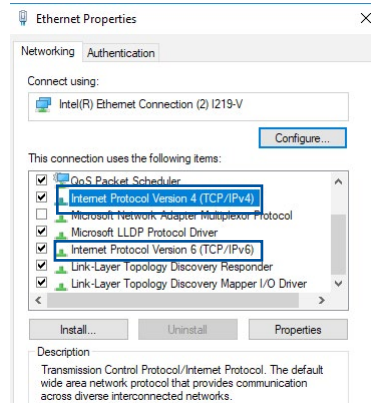 Ethernet Properties
Networking Authentication
Connect using:
Intel(R) Ethernet Connection (2) I219-V
Configure...
This connection uses the following items:
QoS Packet Scheduler
Internet Protocol Version 4 (TCP/IPv4)
Microsoft Network Adapter Multiplexor Protocol
Microsoft LLDP Protocol Driver
Internet Protocol Version 6 (TCP/IPv6)
Link-Layer Topology Discovery Responder
Link-Layer Topology Discovery Mapper I/O Driver
Install... Uninstall Properties
Description
Transmission Control Protocol/Internet Protocol. The default
wide area network protocol that provides communication
across diverse interconnected networks.